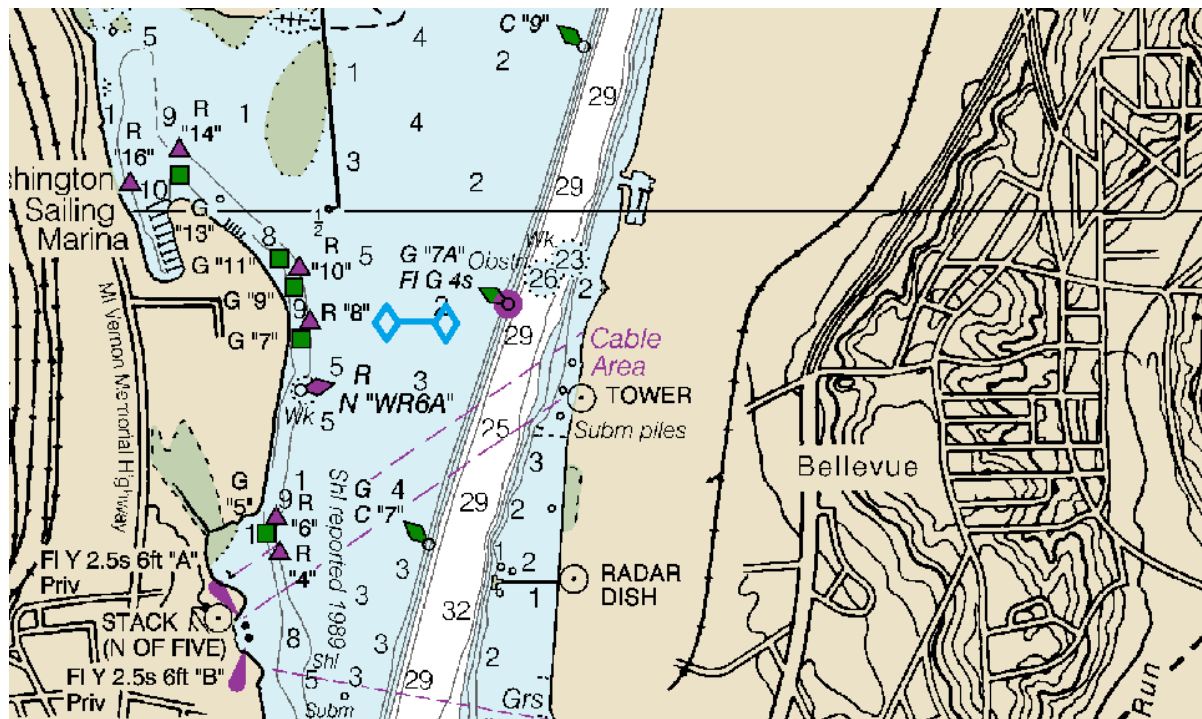 5
4
C "9"
2
1
29
9
R
"14"
1
1
4
R
"16"
3
29
2
10
shington
Sailing
Marina
G
"13"
1/2
8
Wk
5
G "7A"
Obstr
23
R
"10"
G "11"
Fl G 4s
26
2
G "9"
9
R "8"
2
29
G "7"
Cable
Area
5
R
N "WR6A"
3
Wk
5
TOWER
25
Subm piles
Mt Vernon Memorial Highway
3
Bellevue
G
"5"
1
9
R
"6"
Shl reported 1989
G
C "7"
4
29
2
1
R
"4"
3
1
2
Fl Y 2.5s 6ft "A"
Priv
RADAR
DISH
1
3
32
STACK
(N OF FIVE)
8
3
2
Shl
Fl Y 2.5s 6ft "B"
Priv
5
3
29
Subm
Grs
Run